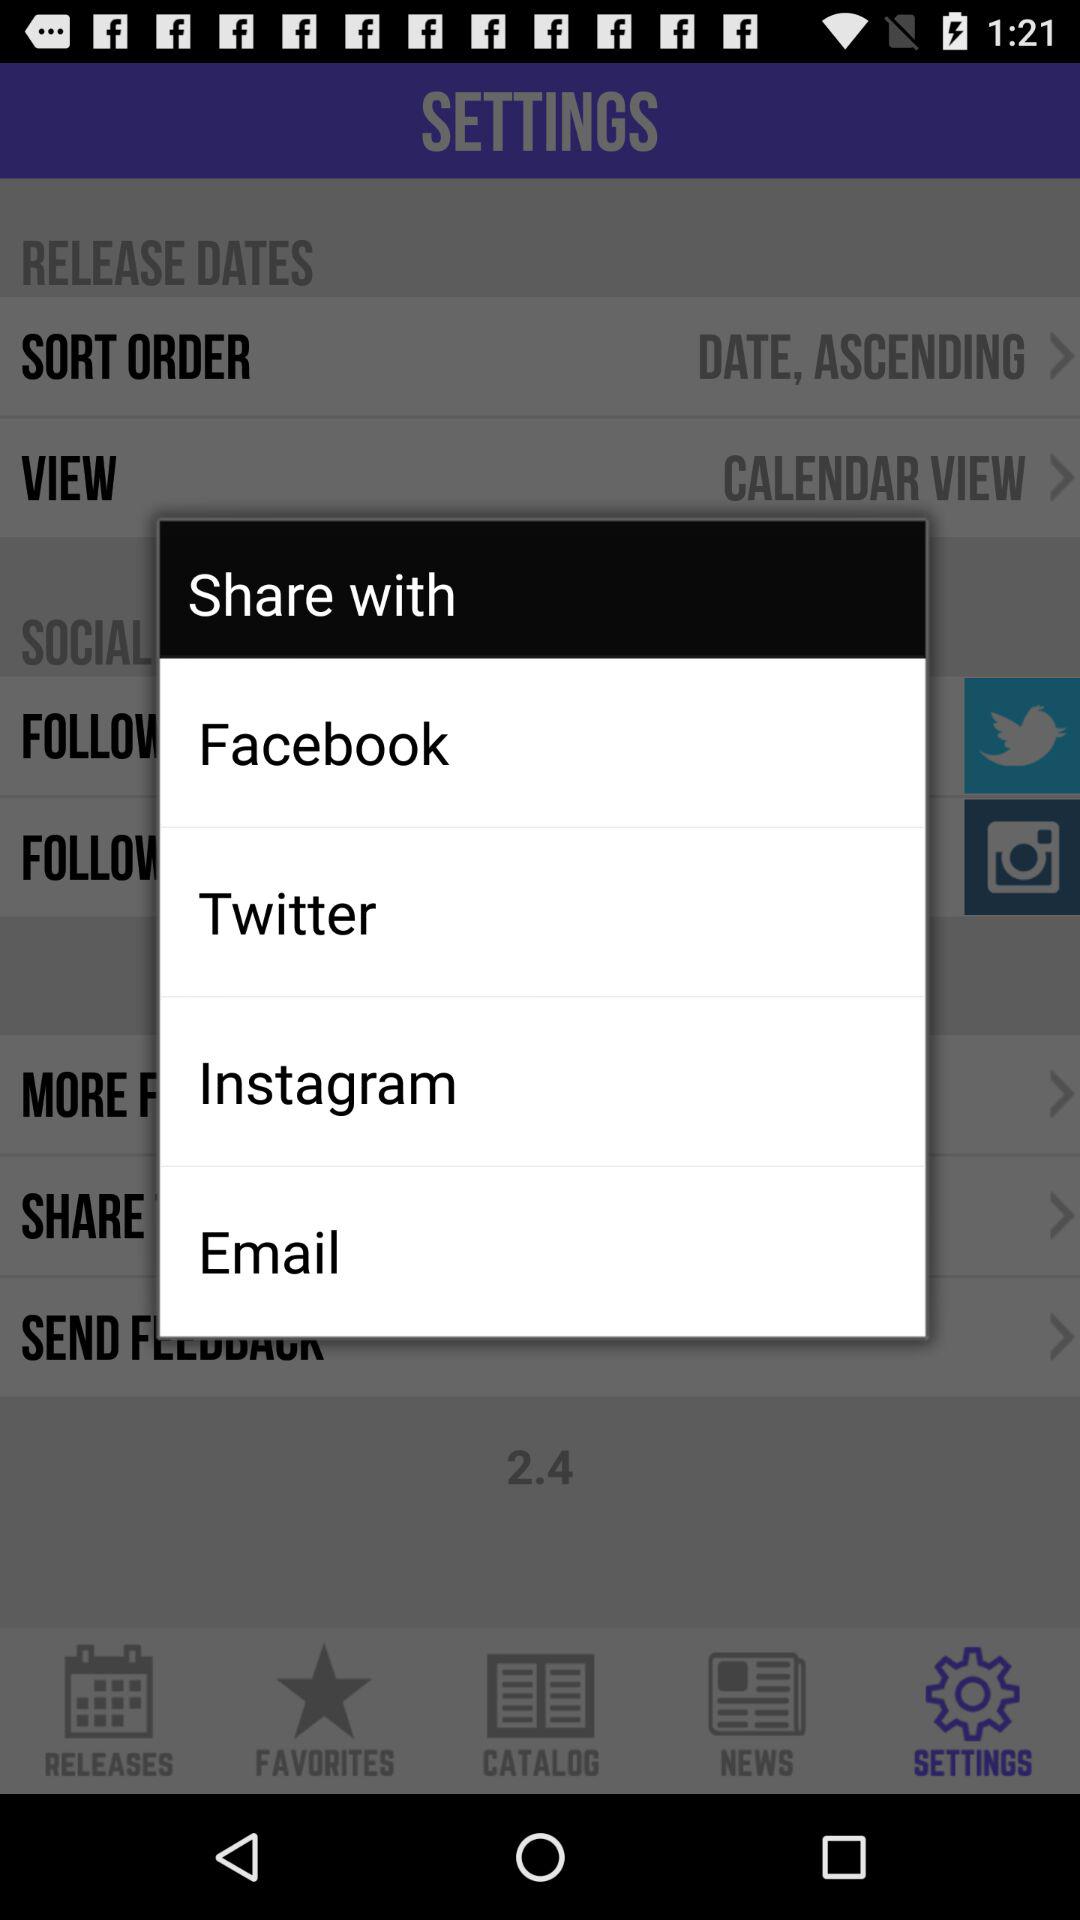 1:21
SETTINGS
RELEASE DATES
SORT ORDER DATE, ASCENDING
VIEW CALENDAR VIEW
SOCIAL
FOLLOW
FOLLOW
MORE
SHARE
SEND FEEDBACK
Share with
Facebook
Twitter
Instagram
Email
2.4
RELEASES FAVORITES CATALOG NEWS SETTINGS